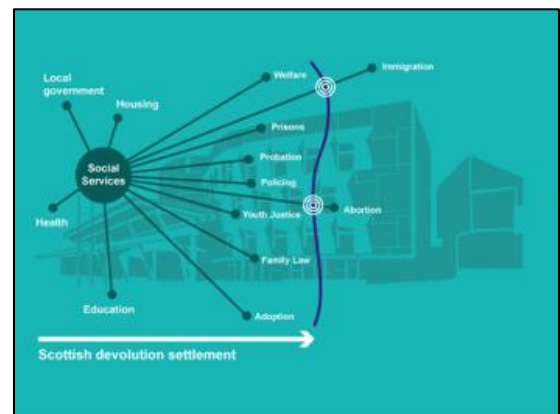 Welfare
Immigration
Local
government
Housing
Prisons
Probation
Social
Services
Policing
Health
Youth Justice
Abortion
Family Law
Education
Adoption
Scottish devolution settlement